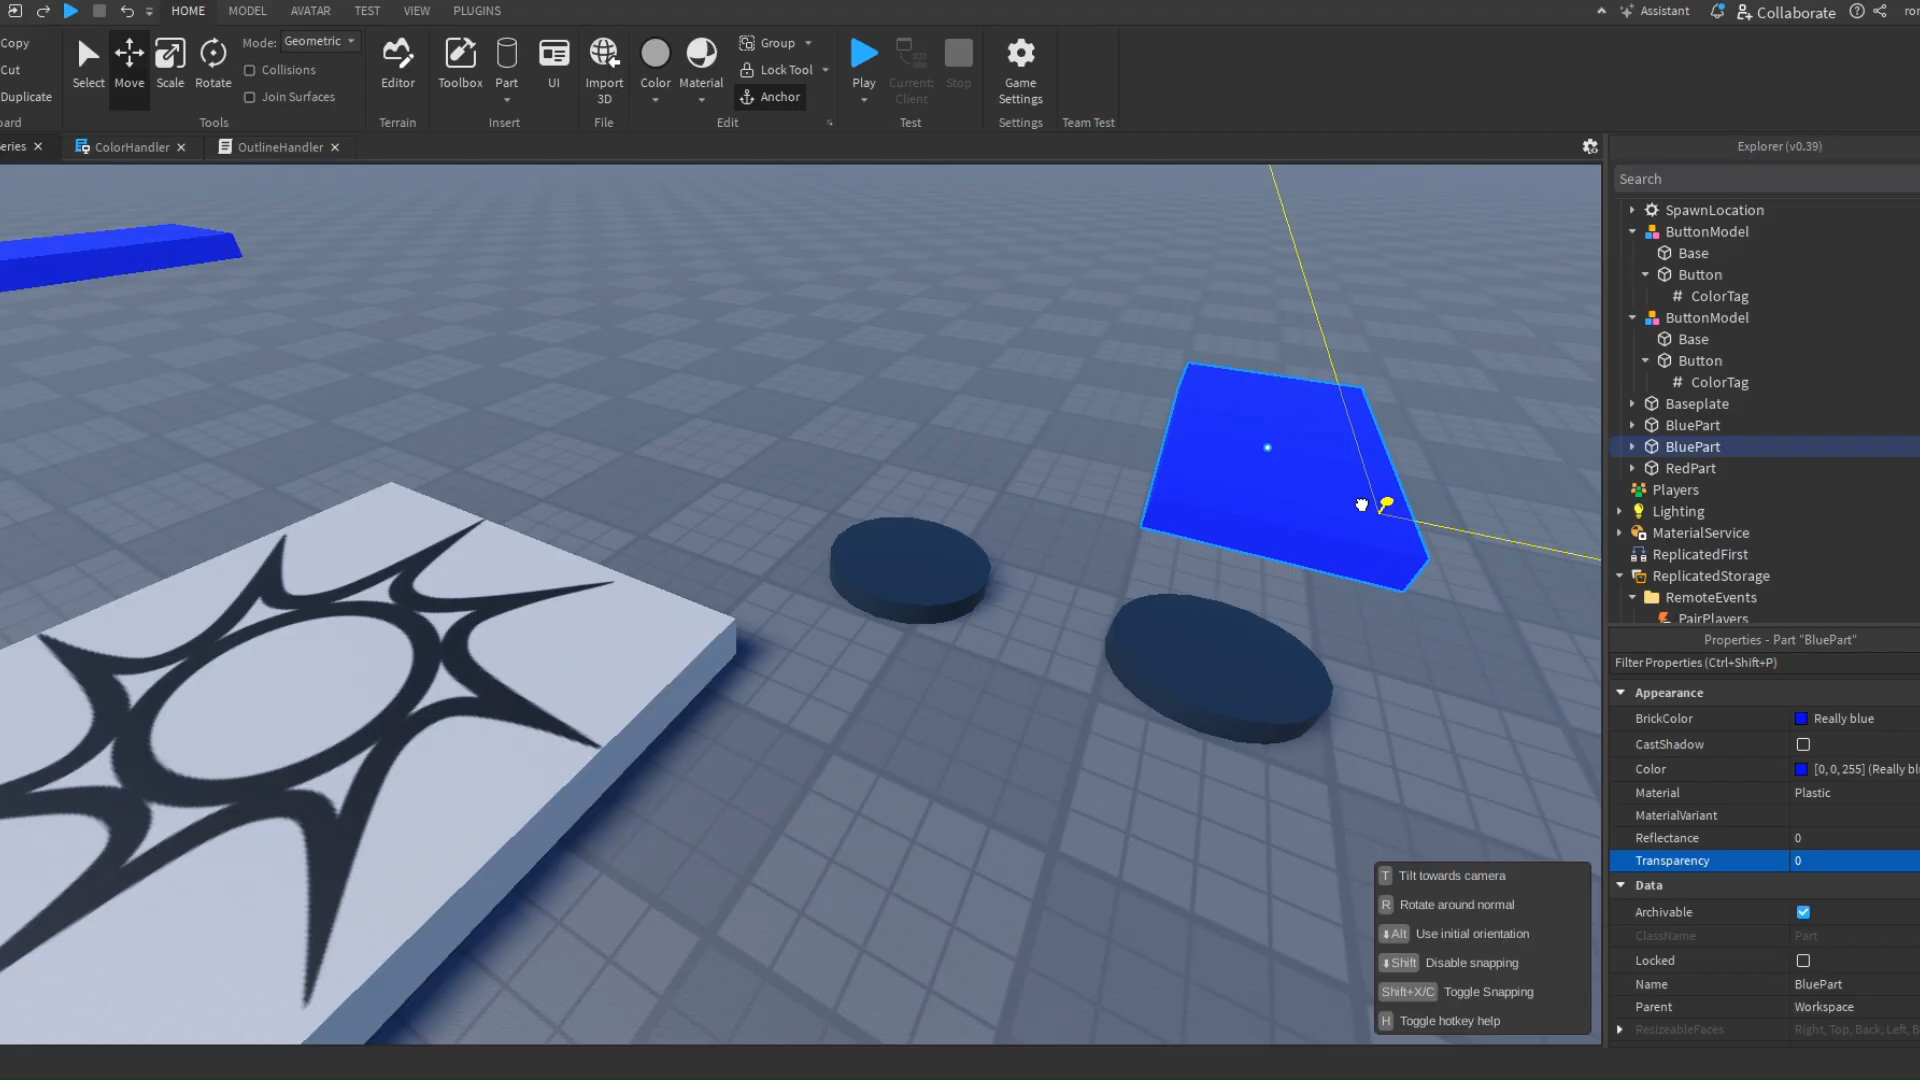 HOME MODEL AVATAR TEST VIEW PLUGINS
Assistant Collaborate
Copy
Cut
Duplicate
Select Move Scale Rotate
Mode: Geometric
Collisions
Join Surfaces
Tools
Editor
Terrain
Toolbox Part UI
Insert
Import
3D
File
Color Material
Group
Lock Tool
Anchor
Edit
Play Current: Client Stop
Test
Game
Settings
Settings
Team Test
eries ColorHandler OutlineHandler
Explorer (v0.39)
Search
SpawnLocation
ButtonModel
Base
Button
# ColorTag
ButtonModel
Base
Button
# ColorTag
Baseplate
BluePart
BluePart
RedPart
Players
Lighting
MaterialService
ReplicatedFirst
ReplicatedStorage
RemoteEvents
PairPlayers
Properties - Part "BluePart"
Filter Properties (Ctrl+Shift+P)
Appearance
BrickColor Really blue
CastShadow
Color [0, 0, 255] (Really bl
Material Plastic
MaterialVariant
Reflectance 0
Transparency 0
Data
Archivable
ClassName Part
Locked
Name BluePart
Parent Workspace
ResizeableFaces Right, Top, Back, Left, B
T Tilt towards camera
R Rotate around normal
Alt Use initial orientation
Shift Disable snapping
Shift+X/C Toggle Snapping
H Toggle hotkey help